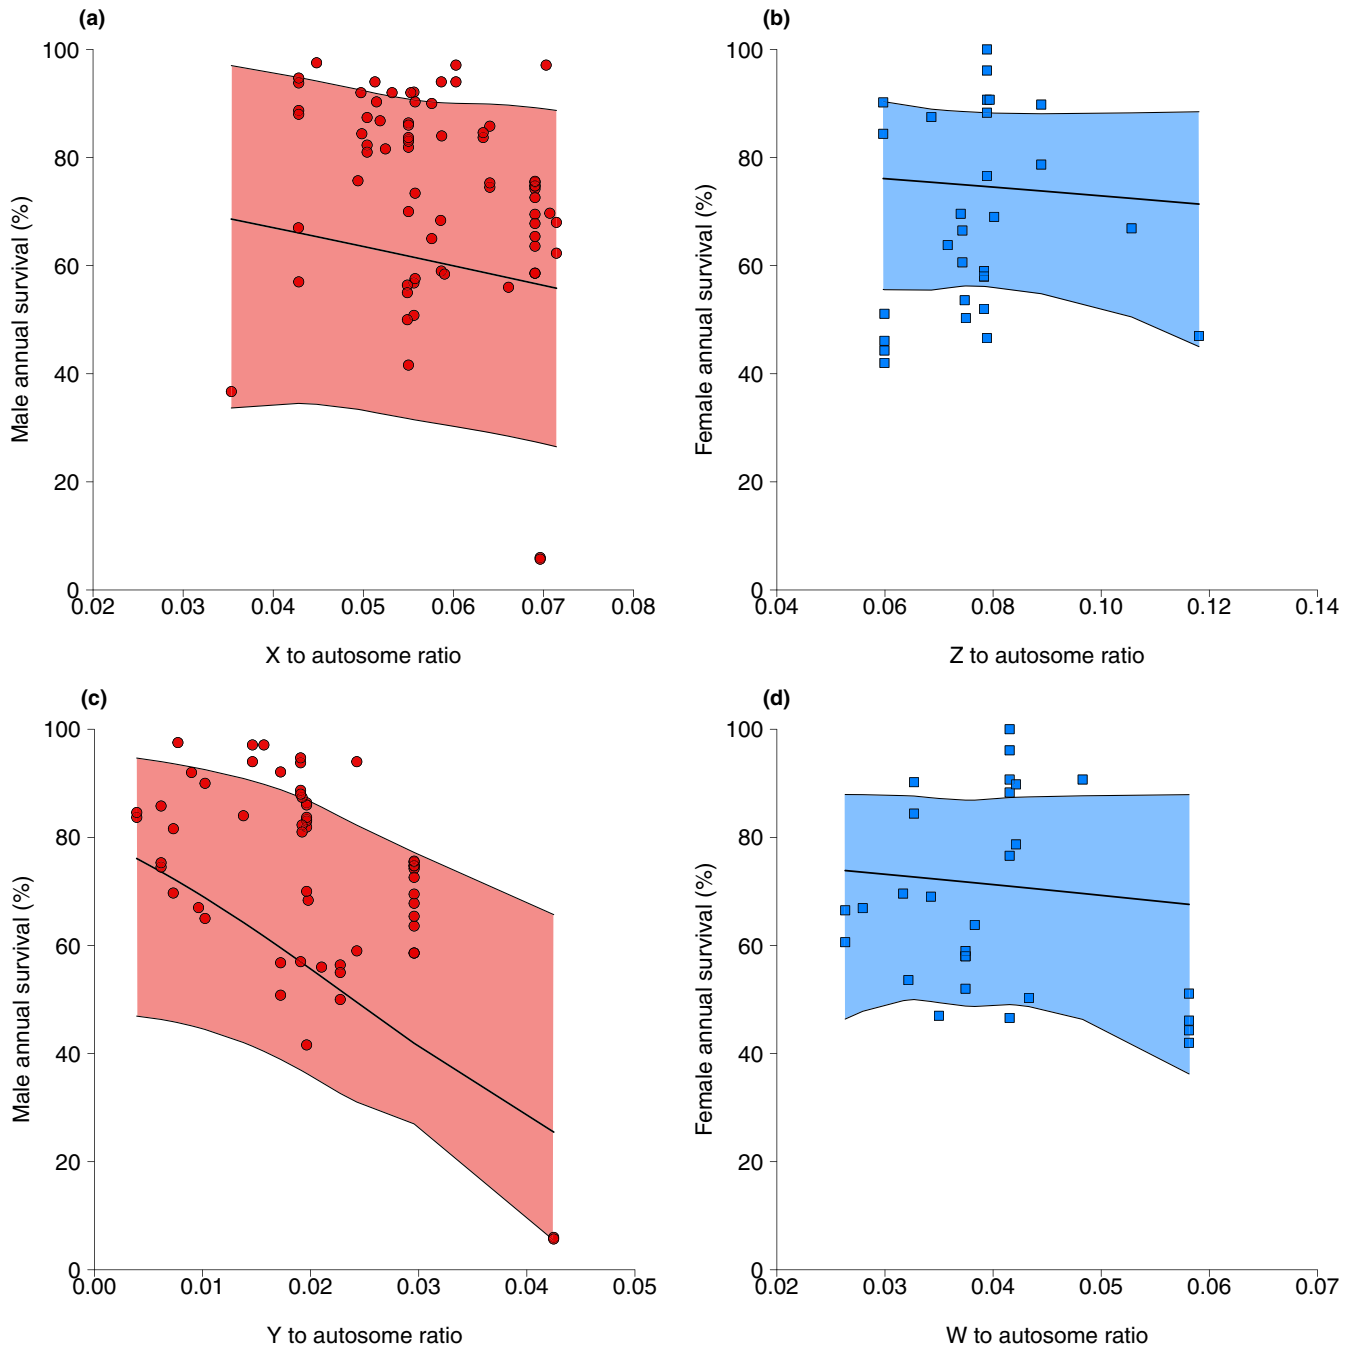 (a)
Male annual survival (%)
100
80
60
40
20
0
0.02 0.03 0.04 0.05 0.06 0.07 0.08
X to autosome ratio
(b)
Female annual survival (%)
100
80
60
40
20
0
0.04 0.06 0.08 0.10 0.12 0.14
Z to autosome ratio
(c)
Male annual survival (%)
100
80
60
40
20
0
0.00 0.01 0.02 0.03 0.04 0.05
Y to autosome ratio
(d)
Female annual survival (%)
100
80
60
40
20
0
0.02 0.03 0.04 0.05 0.06 0.07
W to autosome ratio